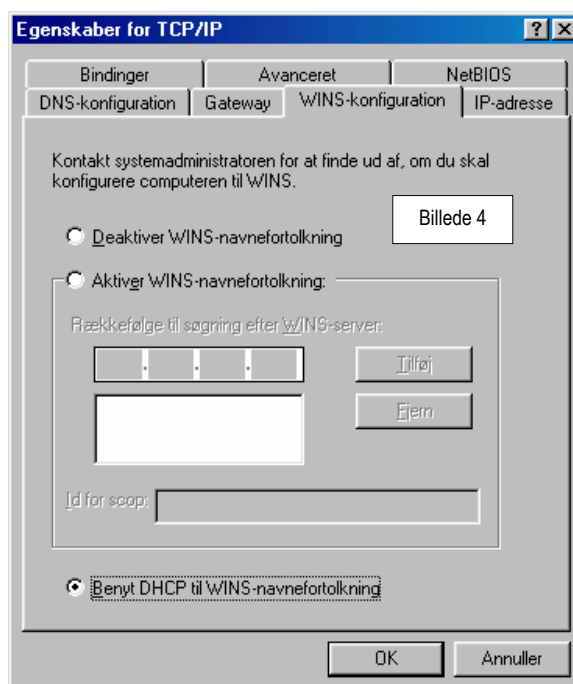 Egenskaber for TCP/IP
Bindinger
Avanceret
NetBIOS
DNS-konfiguration
Gateway
WINS-konfiguration
IP-adresse
Kontakt systemadministratoren for at finde ud af, om du skal
konfigurere computeren til WINS.
Billede 4
Deaktiver WINS-navnefortolkning
Aktiver WINS-navnefortolkning:
Rækkefølge til søgning efter WINS-server:
Tilføj
Fjern
Id for scop:
Benyt DHCP til WINS-navnefortolkning
OK
Annuller